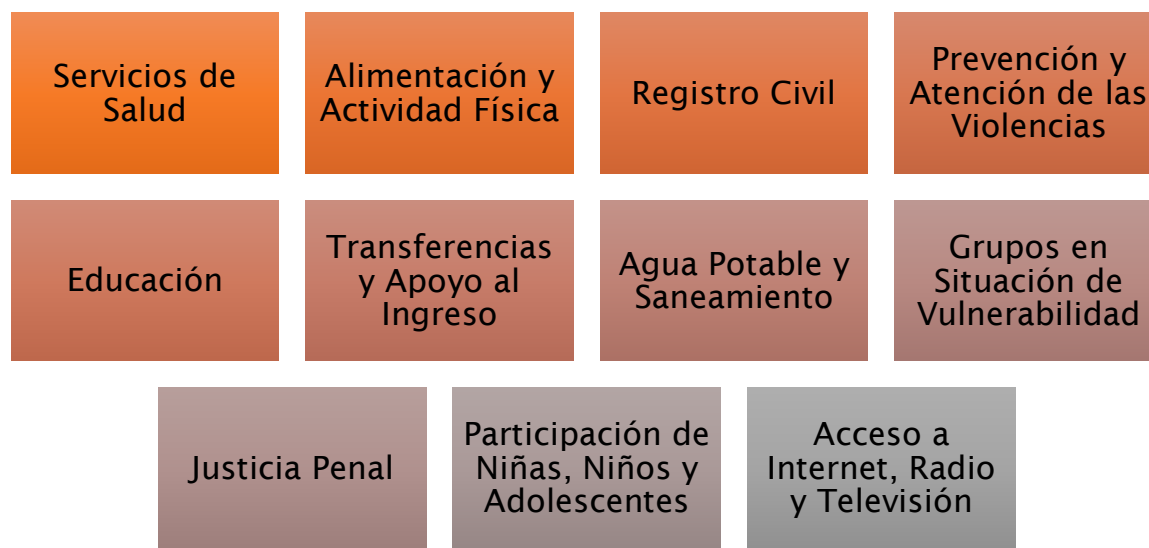 Servicios de
Salud
Alimentación y
Actividad Física
Registro Civil
Prevención y
Atención de las
Violencias
Educación
Transferencias
y Apoyo al
Ingreso
Agua Potable y
Saneamiento
Grupos en
Situación de
Vulnerabilidad
Justicia Penal
Participación de
Niñas, Niños y
Adolescentes
Acceso a
Internet, Radio
y Televisión